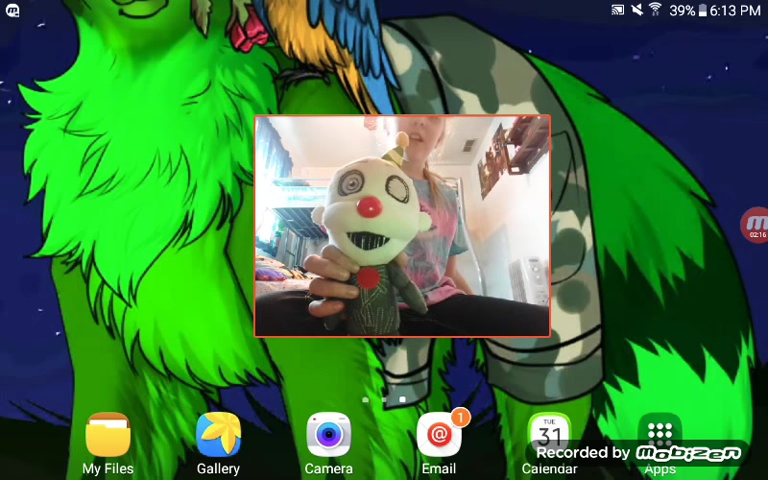 39% 6:13 PM
02:16
1
TUE
31
My Files
Gallery
Camera
Email
Calendar
Apps
Recorded by MOBIZEN